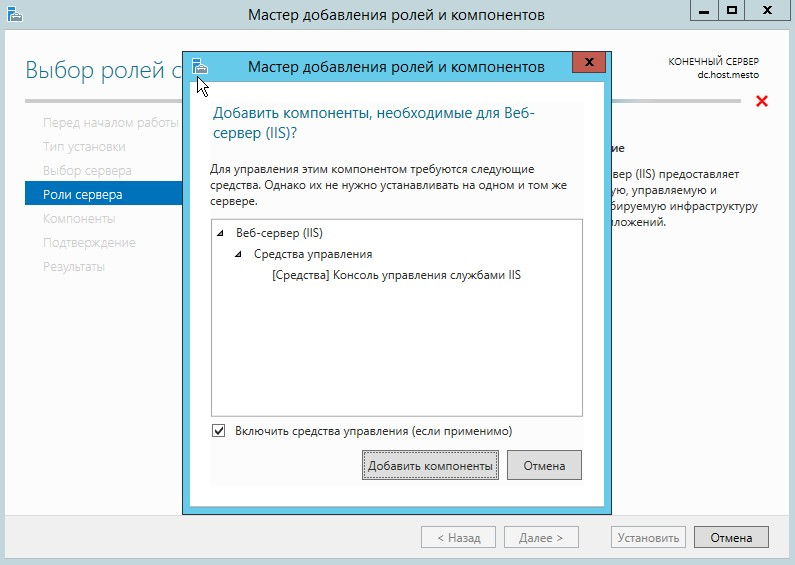 Мастер добавления ролей и компонентов
Выбор ролей с
КОНЕЧНЫЙ СЕРВЕР
dc.host.mesto
Перед началом работы
Тип установки
Выбор сервера
Роли сервера
Компоненты
Подтверждение
Результаты
Мастер добавления ролей и компонентов
Добавить компоненты, необходимые для Веб-
сервер (IIS)?
Для управления этим компонентом требуются следующие
средства. Однако их не нужно устанавливать на одном и том же
сервере.
Веб-сервер (IIS)
Средства управления
[Средства] Консоль управления службами IIS
Включить средства управления (если применимо)
Добавить компоненты
Отмена
ие
вер (IIS) предоставляет
ую, управляемую и
бируемую инфраструктуру
ложений.
< Назад
Далее >
Установить
Отмена